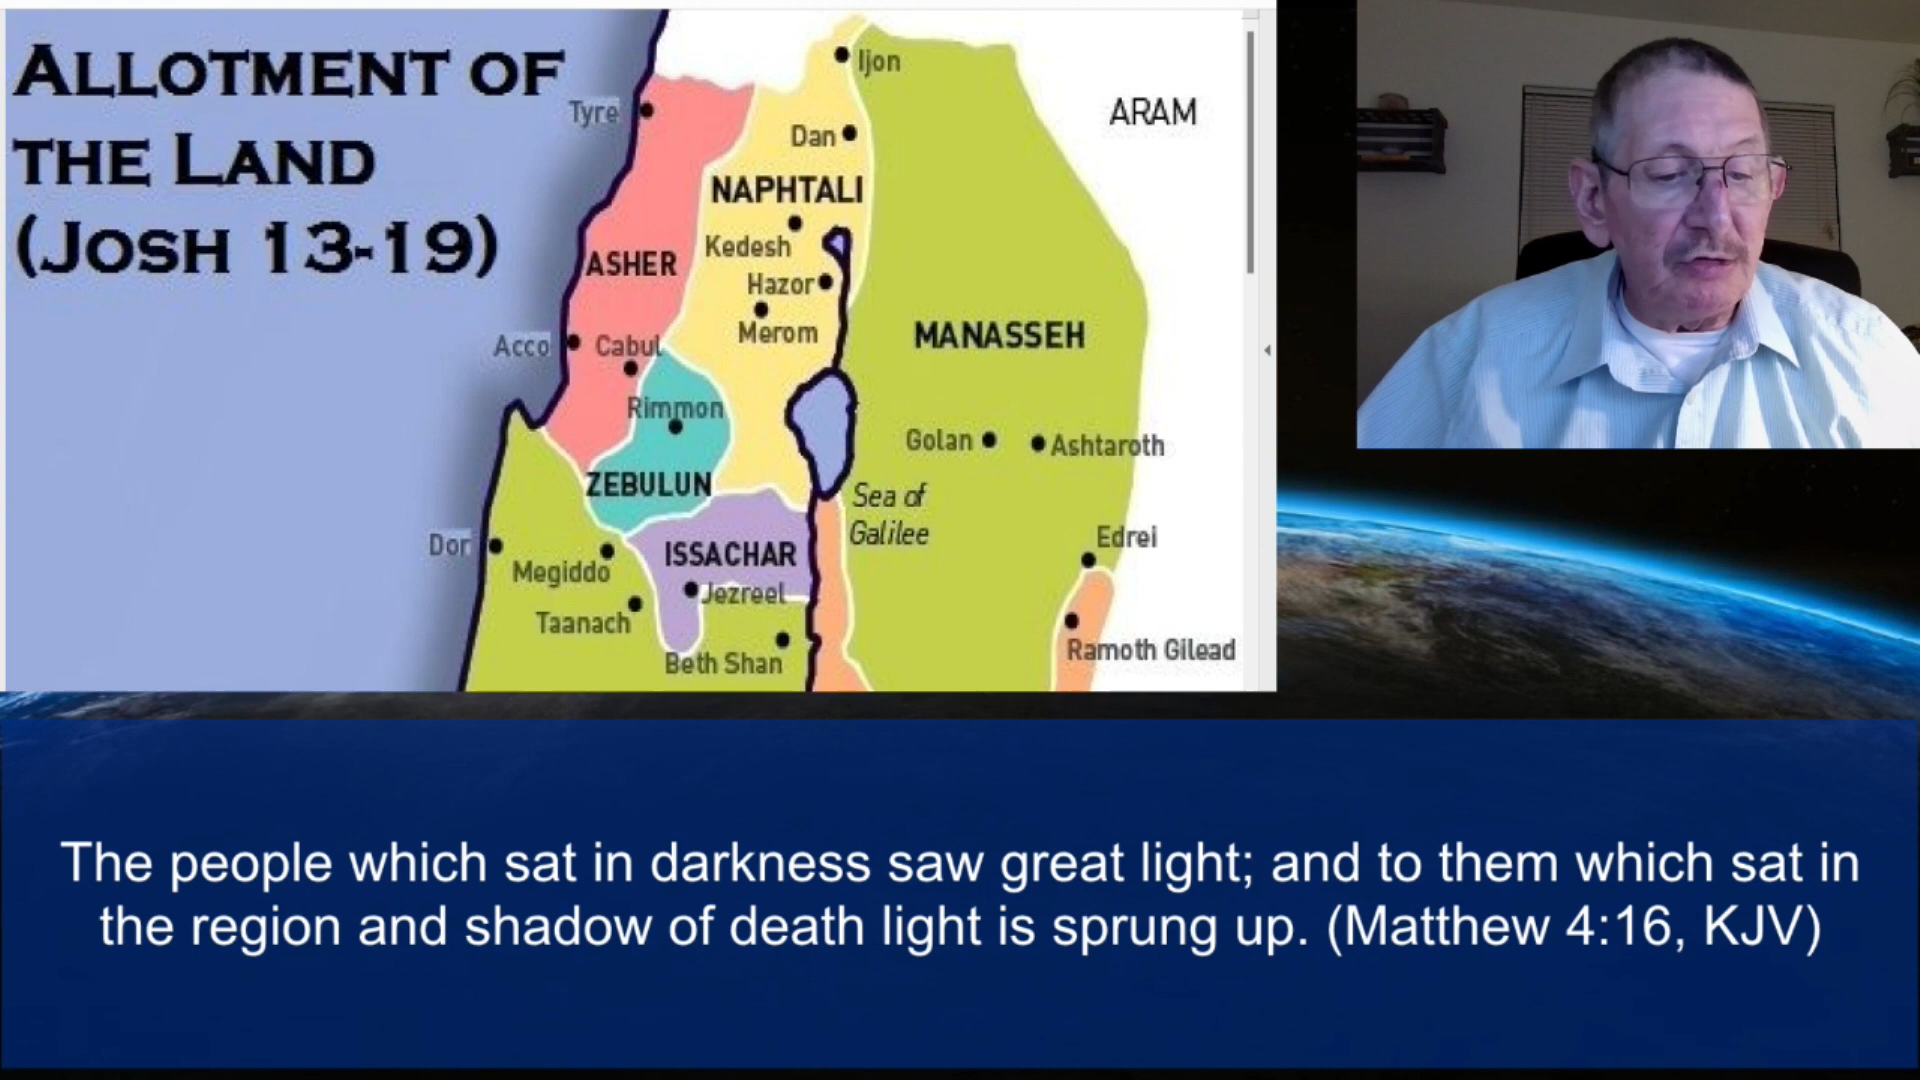 ALLOTMENT OF
THE LAND
(JOSH 13-19)
Ijon
Tyre
ARAM
Dan
NAPHTALI
Kedesh
ASHER
Hazor
Merom
MANASSEH
Acco
Cabul
Rimmon
Golan
Ashtaroth
ZEBULUN
Sea of
Galilee
Edrei
Dor
ISSACHAR
Megiddo
Jezreel
Taanach
Ramoth Gilead
Beth Shan
The people which sat in darkness saw great light; and to them which sat in
the region and shadow of death light is sprung up. (Matthew 4:16, KJV)